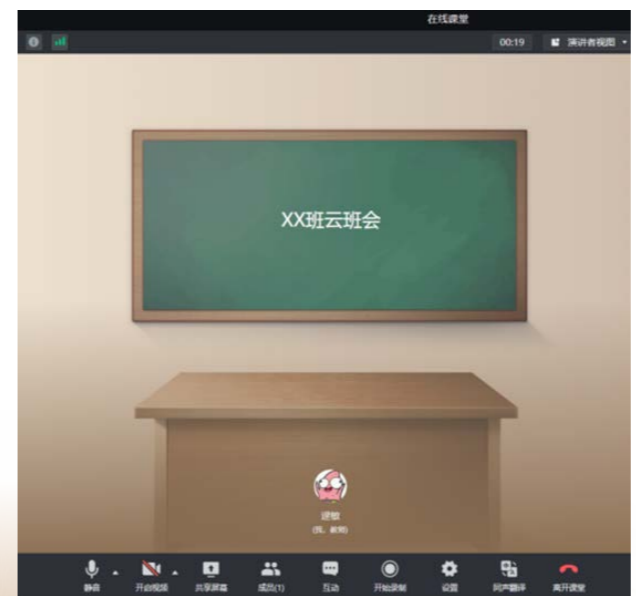 在线课堂
00:19 演讲者视图
XX班云班会
(我, 教师)
静音 开启视频 共享屏幕 成员(1) 互动 开始录制 设置 同声翻译 离开课堂